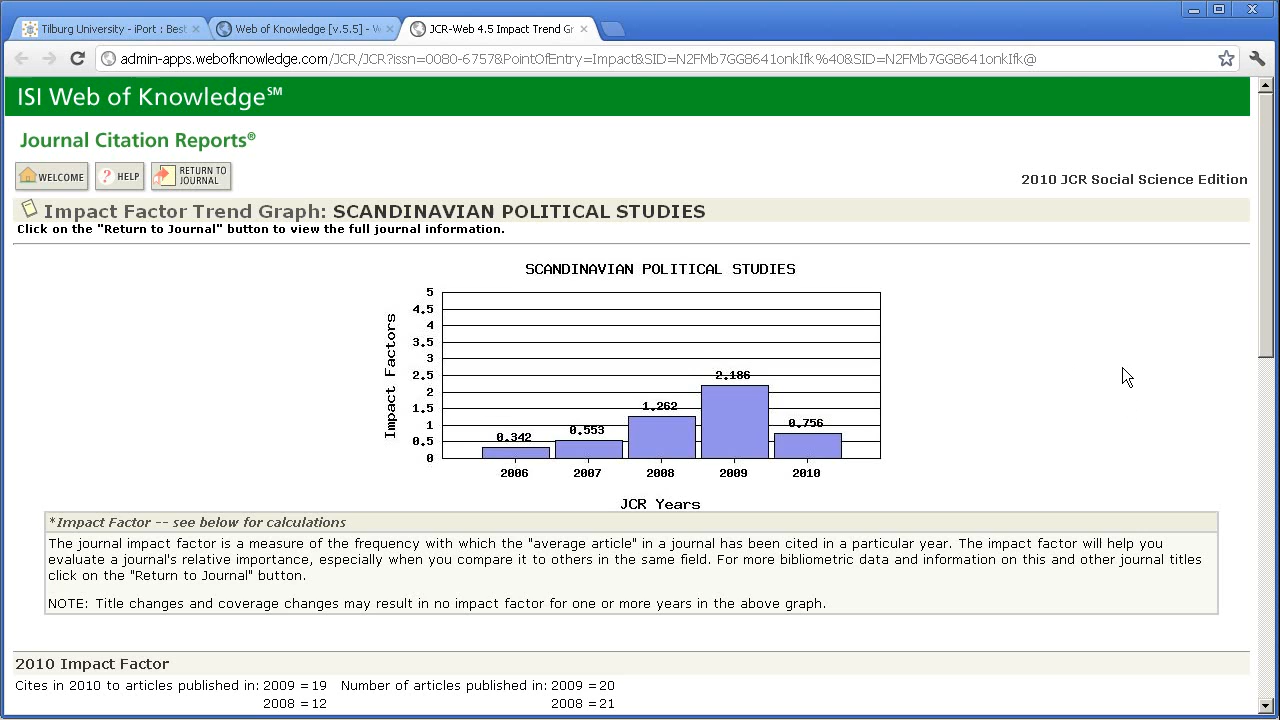 Tilburg University - iPort : Best
Web of Knowledge [v.5.5] - W
JCR-Web 4.5 Impact Trend Gr
admin-apps.webofknowledge.com/JCR/JCR?issn=0080-6757&PointOfEntry=Impact&SID=N2FMb7GG8641onkIfk%40&SID=N2FMb7GG8641onkIfk@
ISI Web of Knowledge℠
Journal Citation Reports®
WELCOME
HELP
RETURN TO JOURNAL
2010 JCR Social Science Edition
Impact Factor Trend Graph: SCANDINAVIAN POLITICAL STUDIES
Click on the "Return to Journal" button to view the full journal information.
SCANDINAVIAN POLITICAL STUDIES
Impact Factors
5
4.5
4
3.5
3
2.5
2
1.5
1
0.5
0
0.342
0.553
1.262
2.186
0.756
2006 2007 2008 2009 2010
JCR Years
*Impact Factor -- see below for calculations
The journal impact factor is a measure of the frequency with which the "average article" in a journal has been cited in a particular year. The impact factor will help you
evaluate a journal's relative importance, especially when you compare it to others in the same field. For more bibliometric data and information on this and other journal titles
click on the "Return to Journal" button.
NOTE: Title changes and coverage changes may result in no impact factor for one or more years in the above graph.
2010 Impact Factor
Cites in 2010 to articles published in: 2009 =19 Number of articles published in: 2009 =20
2008 =12 2008 =21